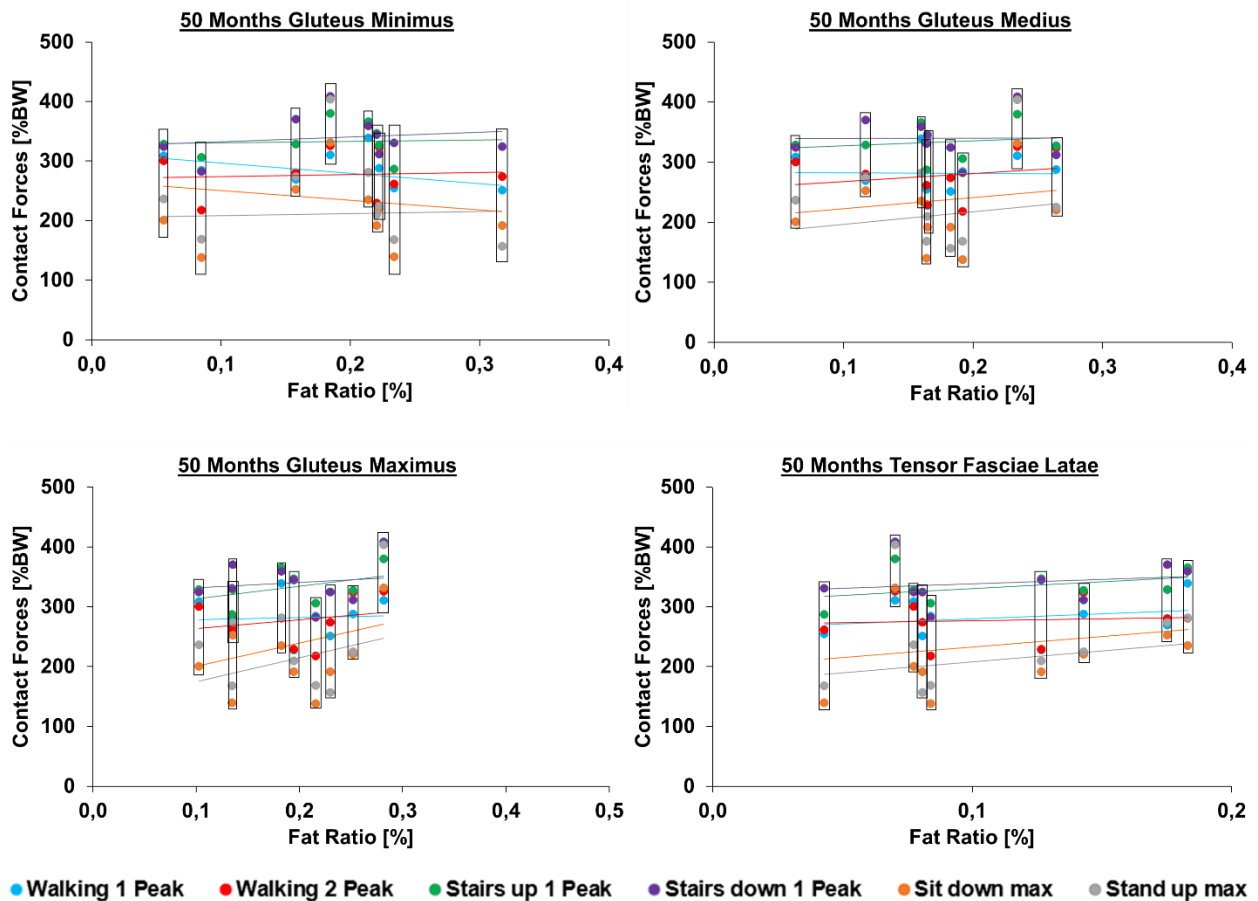 50 Months Gluteus Minimus
500
400
300
200
100
0
Contact Forces [%BW]
0,0 0,1 0,2 0,3 0,4
Fat Ratio [%]
50 Months Gluteus Medius
500
400
300
200
100
0
Contact Forces [%BW]
0,0 0,1 0,2 0,3 0,4
Fat Ratio [%]
50 Months Gluteus Maximus
500
400
300
200
100
0
Contact Forces [%BW]
0,0 0,1 0,2 0,3 0,4 0,5
Fat Ratio [%]
50 Months Tensor Fasciae Latae
500
400
300
200
100
0
Contact Forces [%BW]
0,0 0,1 0,2
Fat Ratio [%]
Walking 1 Peak Walking 2 Peak Stairs up 1 Peak Stairs down 1 Peak Sit down max Stand up max